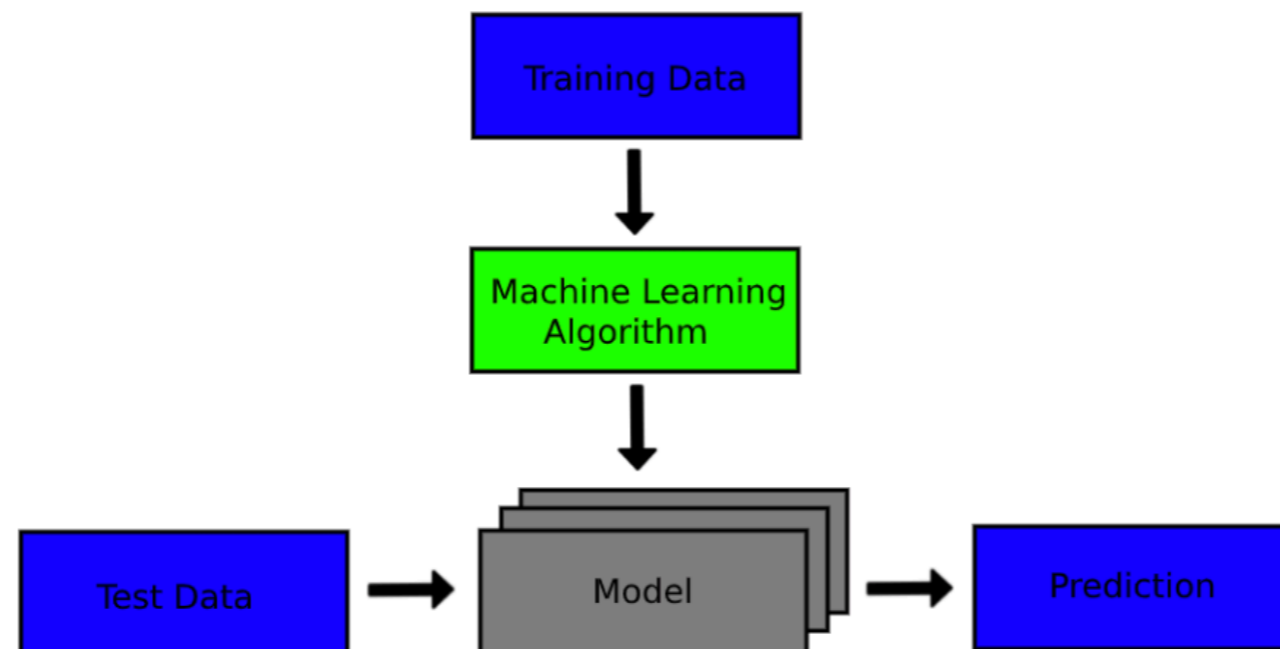 Training Data
Machine Learning
Algorithm
Test Data
Model
Prediction